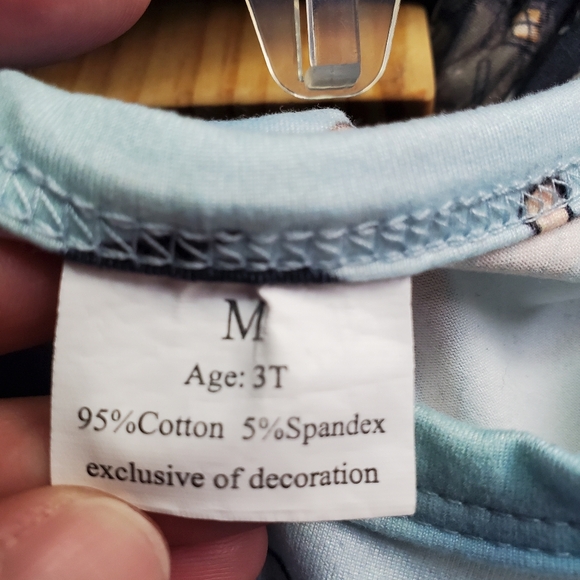 M
Age: 3T
95%Cotton 5%Spandex
exclusive of decoration